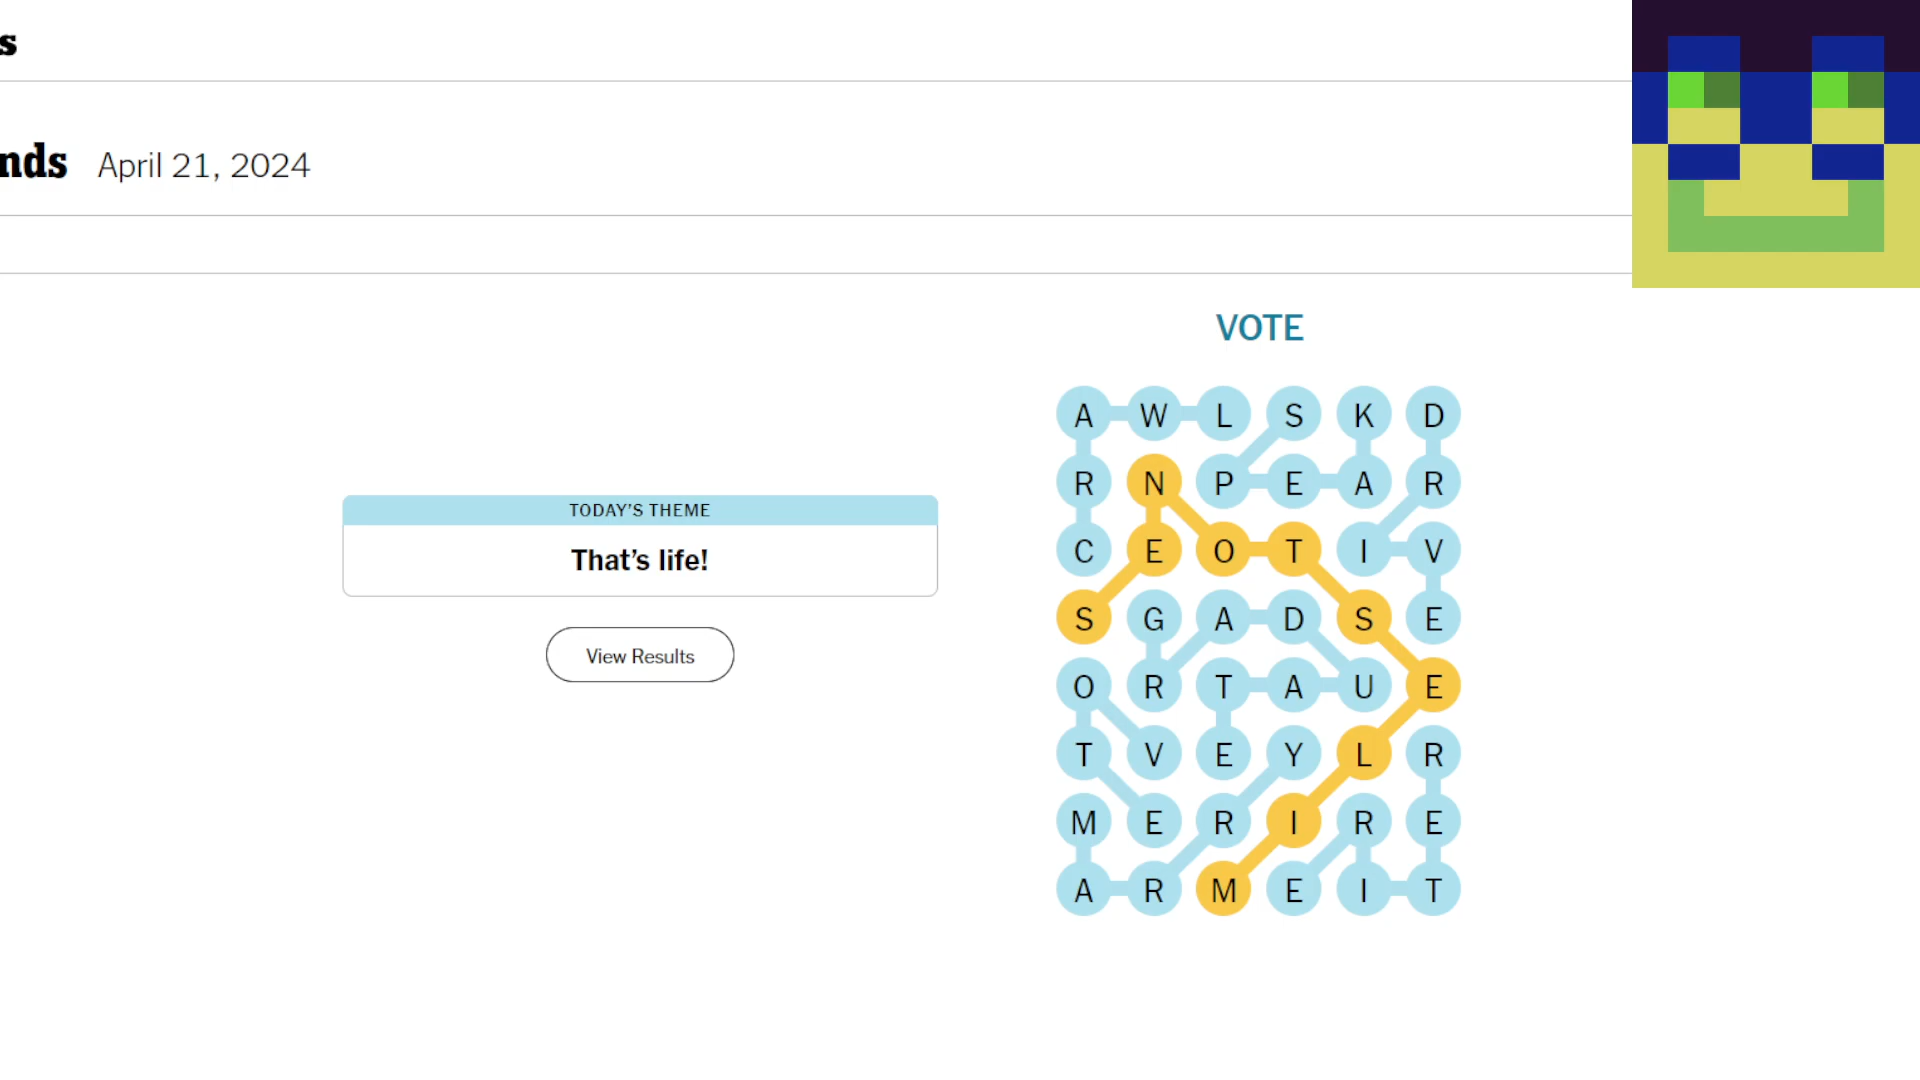 s
nds April 21, 2024
VOTE
TODAY'S THEME
That’s life!
View Results
A W L S K D
R N P E A R
C E O T I V
S G A D S E
O R T A U E
T V E Y L R
M E R I R E
A R M E I T